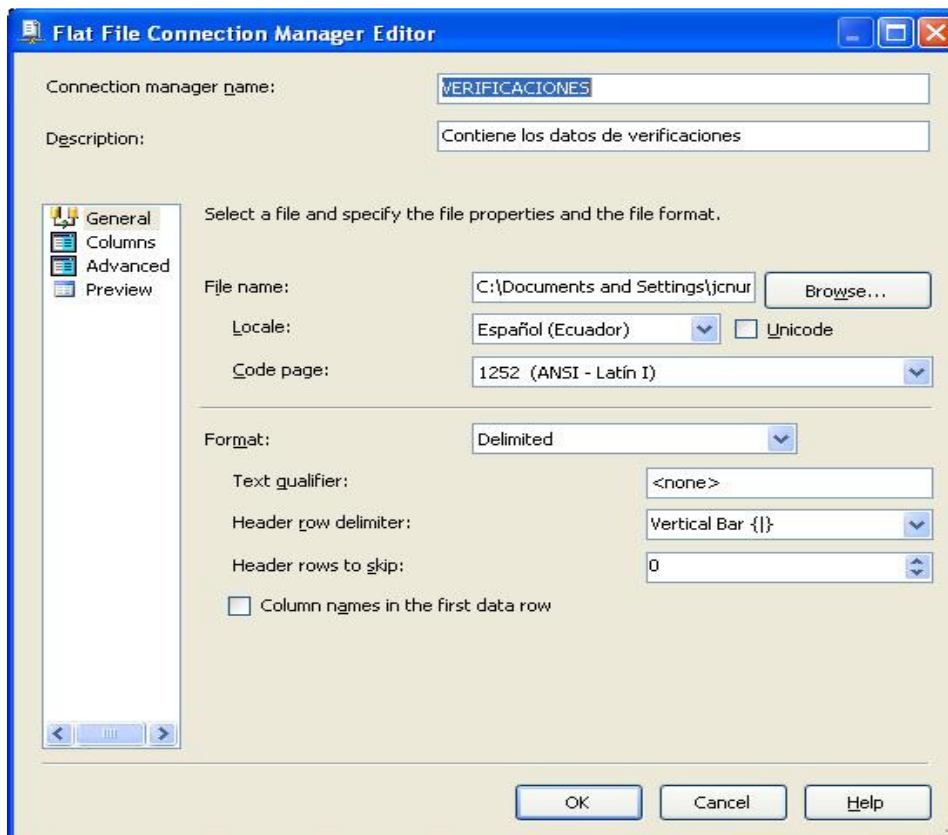 Flat File Connection Manager Editor
Connection manager name: VERIFICACIONES
Description: Contiene los datos de verificaciones
General
Columns
Advanced
Preview
Select a file and specify the file properties and the file format.
File name: C:\Documents and Settings\jcnur Browse...
Locale: Español (Ecuador) Unicode
Code page: 1252 (ANSI - Latín I)
Format: Delimited
Text qualifier: <none>
Header row delimiter: Vertical Bar {|}
Header rows to skip: 0
Column names in the first data row
OK Cancel Help